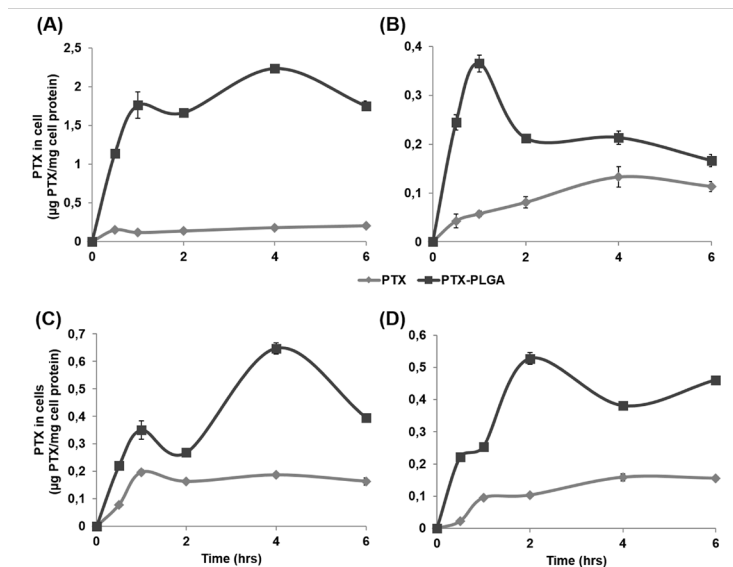 (A)
(B)
2,5
2
1,5
1
0,5
0
PTX in cell
(µg PTX/mg cell protein)
0 2 4 6
0,4
0,3
0,2
0,1
0
0 2 4 6
PTX PTX-PLGA
(C)
(D)
0,7
0,6
0,5
0,4
0,3
0,2
0,1
0
PTX in cells
(µg PTX/mg cell protein)
0 2 4 6
Time (hrs)
0,6
0,5
0,4
0,3
0,2
0,1
0
0 2 4 6
Time (hrs)